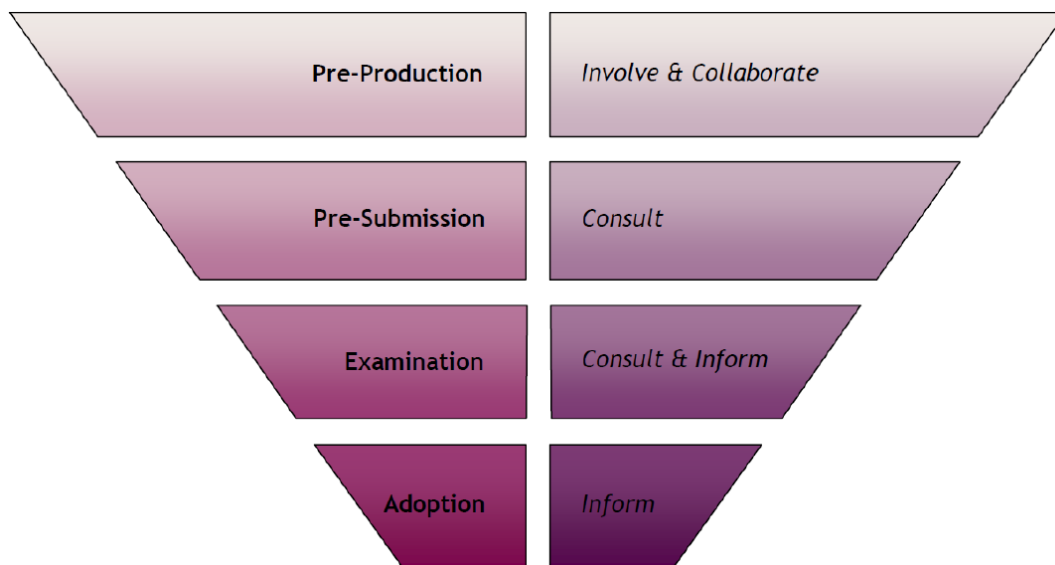 Pre-Production
Involve & Collaborate
Pre-Submission
Consult
Examination
Consult & Inform
Adoption
Inform